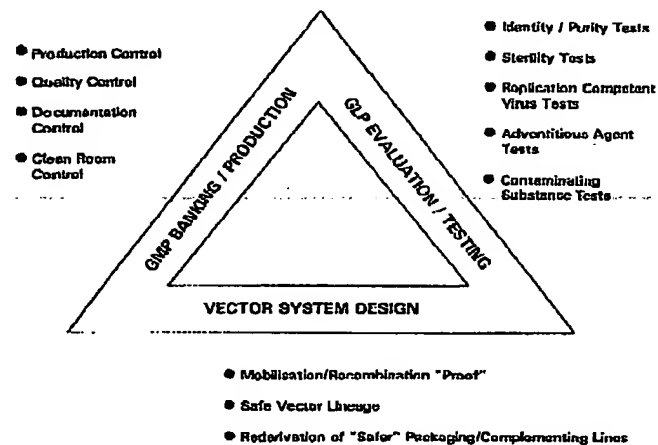 ● Production Control
● Quality Control
● Documentation
Control
● Clean Room
Control
● Identity / Purity Tests
● Sterility Tests
● Replication Competent
Virus Tests
● Adventitious Agent
Tests
● Contaminating
Substance Tests
GMP BANKING / PRODUCTION
GLP EVALUATION / TESTING
VECTOR SYSTEM DESIGN
● Mobilisation/Recombination "Proof"
● Safe Vector Lineage
● Rederivation of "Safer" Packaging/Complementing Lines